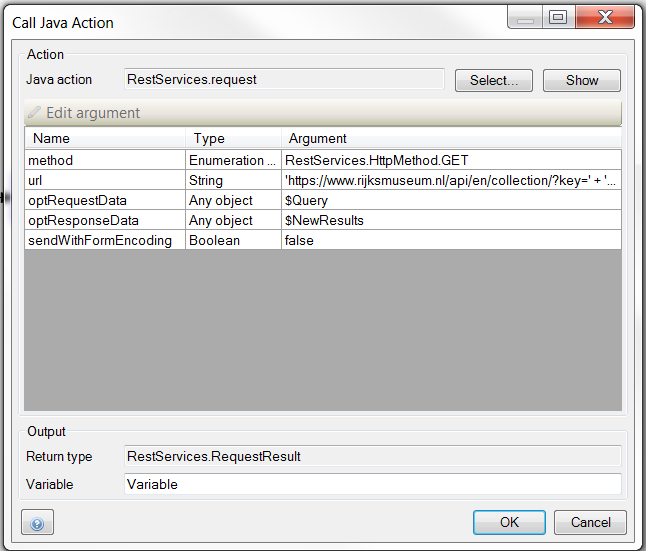 Call Java Action
Action
Java action RestServices.request Select... Show
Edit argument
Name Type Argument
method Enumeration ... RestServices.HttpMethod.GET
url String 'https://www.rijksmuseum.nl/api/en/collection/?key=' + '...
optRequestData Any object $Query
optResponseData Any object $NewResults
sendWithFormEncoding Boolean false
Output
Return type RestServices.RequestResult
Variable Variable
? OK Cancel